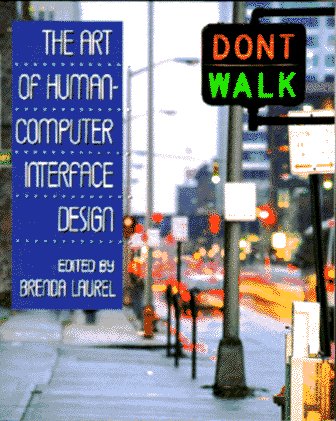 THE ART
OF HUMAN-
COMPUTER
INTERFACE
DESIGN
EDITED BY
BRENDA LAUREL
DONT
WALK